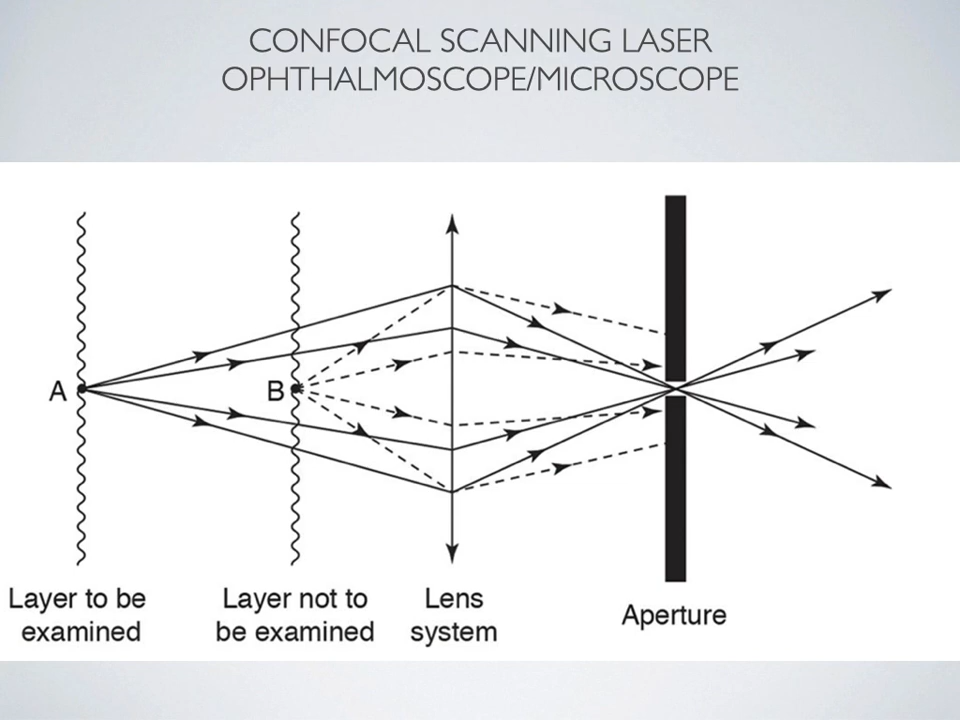 CONFOCAL SCANNING LASER
OPHTHALMOSCOPE/MICROSCOPE
A
B
Layer to be
examined
Layer not to
be examined
Lens
system
Aperture